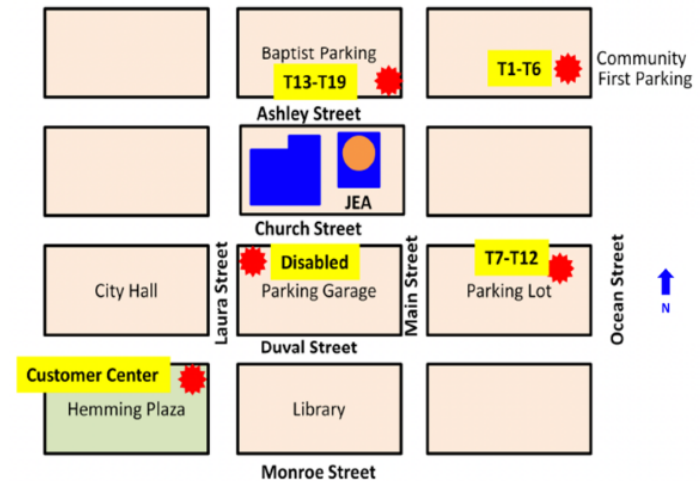 Baptist Parking
T13-T19
T1-T6
Community
First Parking
Ashley Street
JEA
Church Street
Laura Street
Disabled
Main Street
T7-T12
Ocean Street
City Hall
Parking Garage
Parking Lot
N
Duval Street
Customer Center
Hemming Plaza
Library
Monroe Street